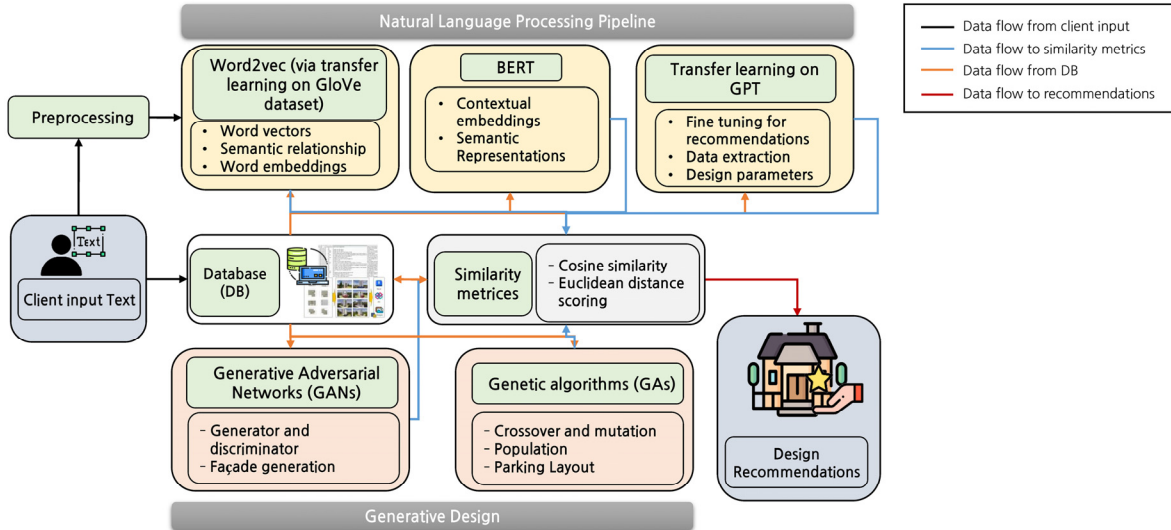 Natural Language Processing Pipeline
Data flow from client input
Data flow to similarity metrics
Data flow from DB
Data flow to recommendations
Preprocessing
Word2vec (via transfer
learning on GloVe
dataset)
• Word vectors
• Semantic relationship
• Word embeddings
BERT
• Contextual
embeddings
• Semantic
Representations
Transfer learning on
GPT
• Fine tuning for
recommendations
• Data extraction
• Design parameters
Text
Client input Text
Database
(DB)
Similarity
metrices
- Cosine similarity
- Euclidean distance
scoring
Generative Adversarial
Networks (GANs)
- Generator and
discriminator
- Façade generation
Genetic algorithms (GAs)
- Crossover and mutation
- Population
- Parking Layout
Design
Recommendations
Generative Design